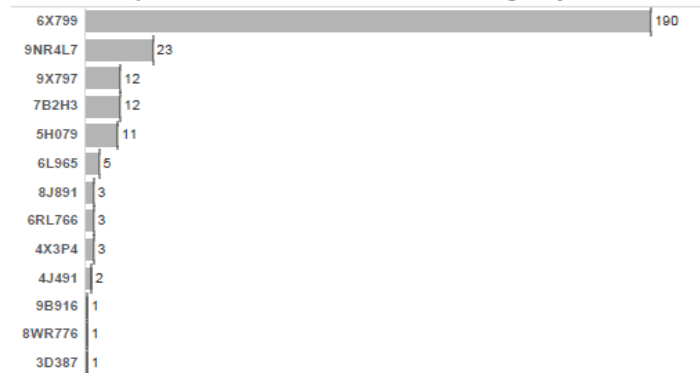 6X799 190
9NR4L7 23
9X797 12
7B2H3 12
5H079 11
6L965 5
8J891 3
6RL766 3
4X3P4 3
4J491 2
9B916 1
8WR776 1
3D387 1